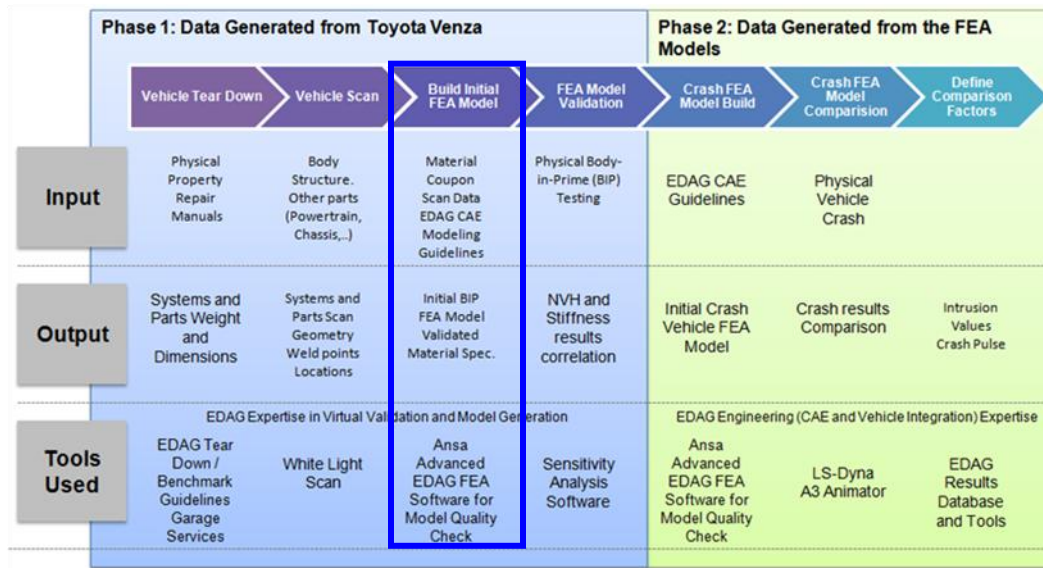 Phase 1: Data Generated from Toyota Venza
Phase 2: Data Generated from the FEA
Models
Vehicle Tear Down
Vehicle Scan
Build Initial
FEA Model
FEA Model
Validation
Crash FEA
Model Build
Crash FEA
Model
Comparision
Define
Comparison
Factors
Input
Physical
Property
Repair
Manuals
Body
Structure.
Other parts
(Powertrain,
Chassis,..)
Material
Coupon
Scan Data
EDAG CAE
Modeling
Guidelines
Physical Body-
in-Prime (BIP)
Testing
EDAG CAE
Guidelines
Physical
Vehicle
Crash
Output
Systems and
Parts Weight
and
Dimensions
Systems and
Parts Scan
Geometry
Weld points
Locations
Initial BIP
FEA Model
Validated
Material Spec.
NVH and
Stiffness
results
correlation
Initial Crash
Vehicle FEA
Model
Crash results
Comparison
Intrusion
Values
Crash Pulse
EDAG Expertise in Virtual Validation and Model Generation
EDAG Engineering (CAE and Vehicle Integration) Expertise
Tools
Used
EDAG Tear
Down /
Benchmark
Guidelines
Garage
Services
White Light
Scan
Ansa
Advanced
EDAG FEA
Software for
Model Quality
Check
Sensitivity
Analysis
Software
Ansa
Advanced
EDAG FEA
Software for
Model Quality
Check
LS-Dyna
A3 Animator
EDAG
Results
Database
and Tools